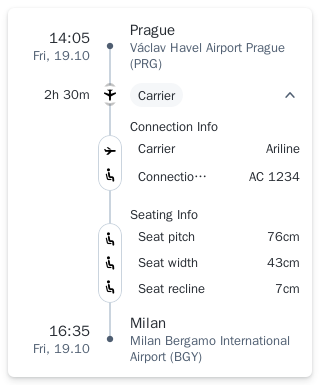 14:05
Fri, 19.10
Prague
Václav Havel Airport Prague
(PRG)
2h 30m
Carrier
Connection Info
Carrier Ariline
Connectio··· AC 1234
Seating Info
Seat pitch 76cm
Seat width 43cm
Seat recline 7cm
16:35
Fri, 19.10
Milan
Milan Bergamo International
Airport (BGY)